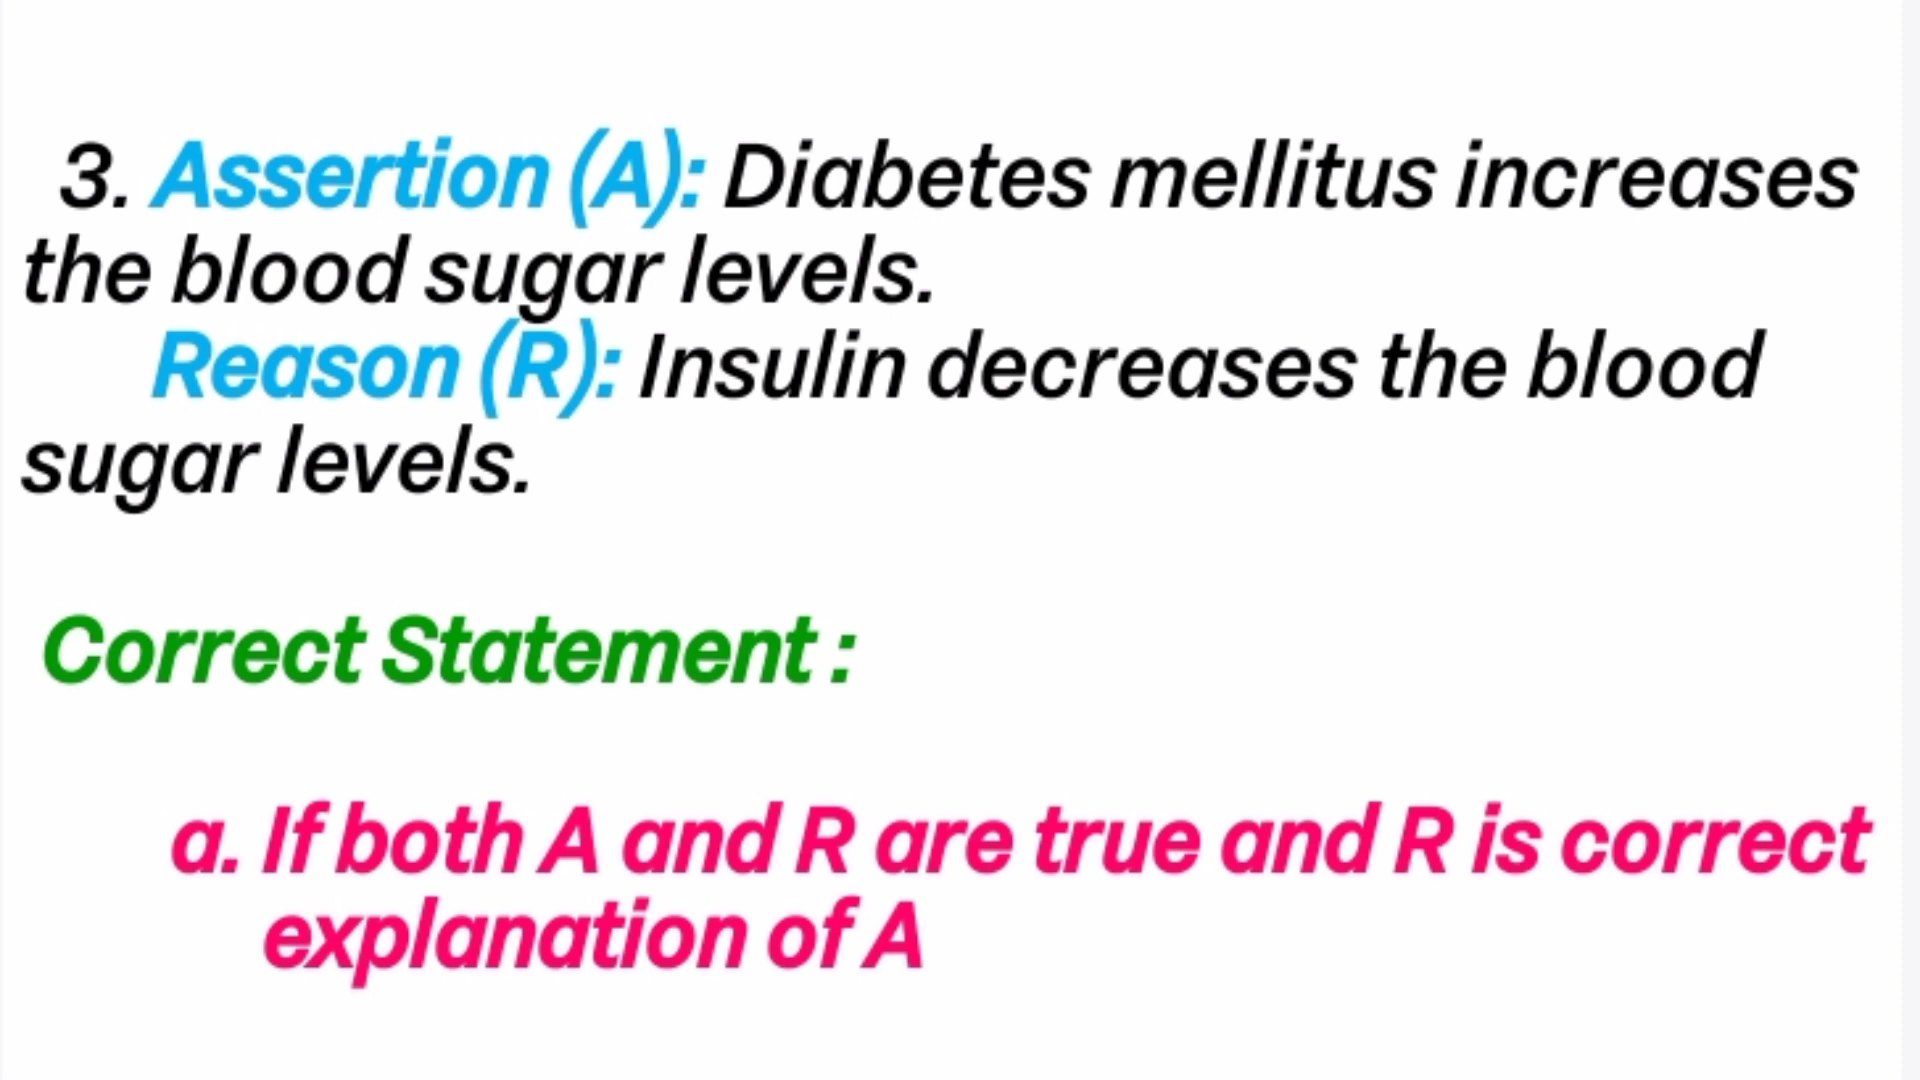 3. Assertion (A): Diabetes mellitus increases
the blood sugar levels.
Reason (R): Insulin decreases the blood
sugar levels.
Correct Statement :
a. If both A and R are true and R is correct
explanation of A